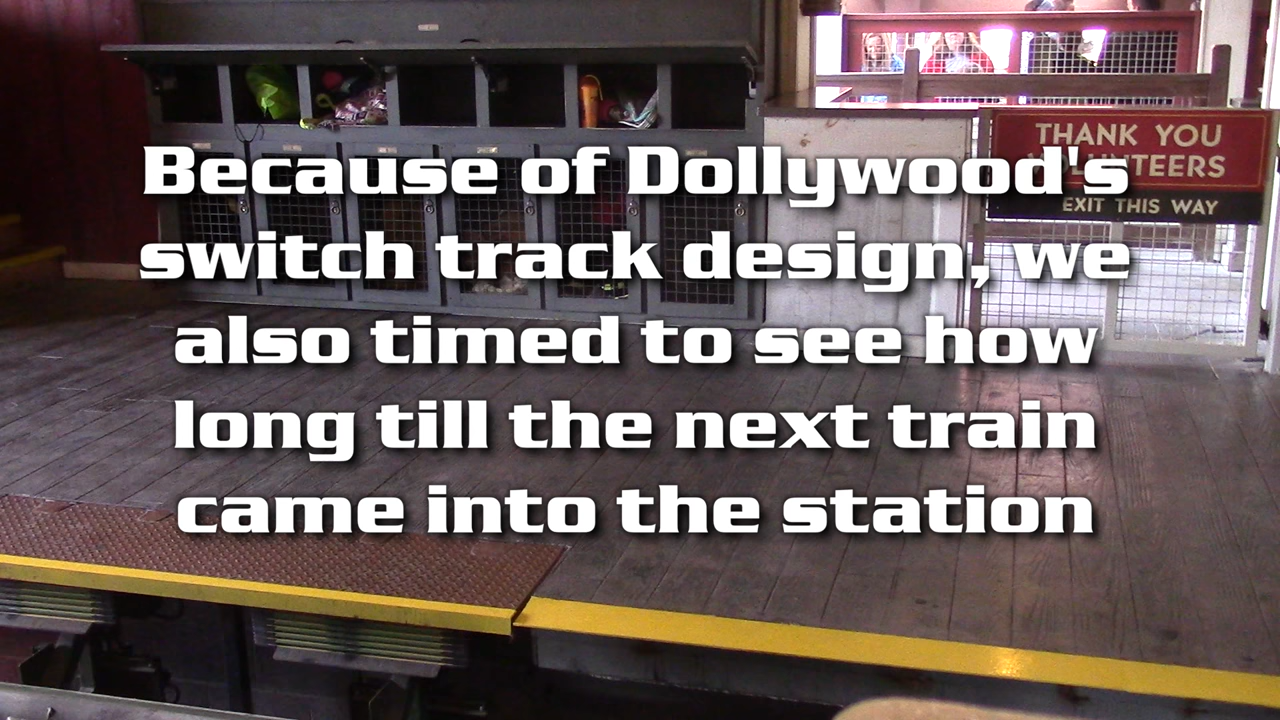 THANK YOU
VOLUNTEERS
EXIT THIS WAY
Because of Dollywood's
switch track design, we
also timed to see how
long till the next train
came into the station